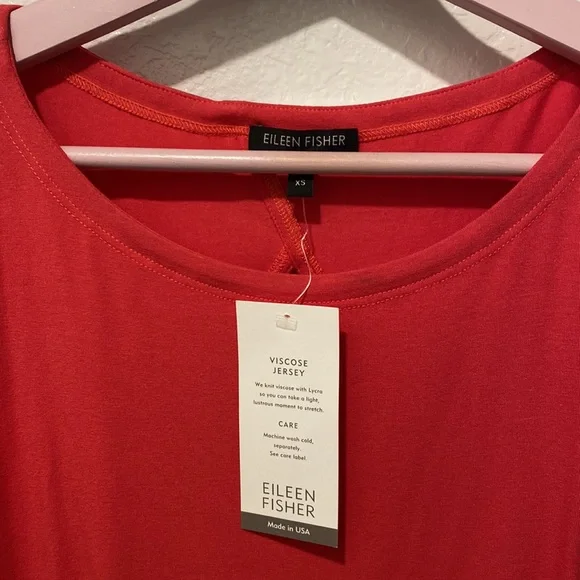 EILEEN FISHER
XS
VISCOSE
JERSEY
We knit viscose with Lycra
so you can take a light,
lustrous moment to stretch.
CARE
Machine wash cold,
separately.
See care label.
EILEEN
FISHER
Made in USA